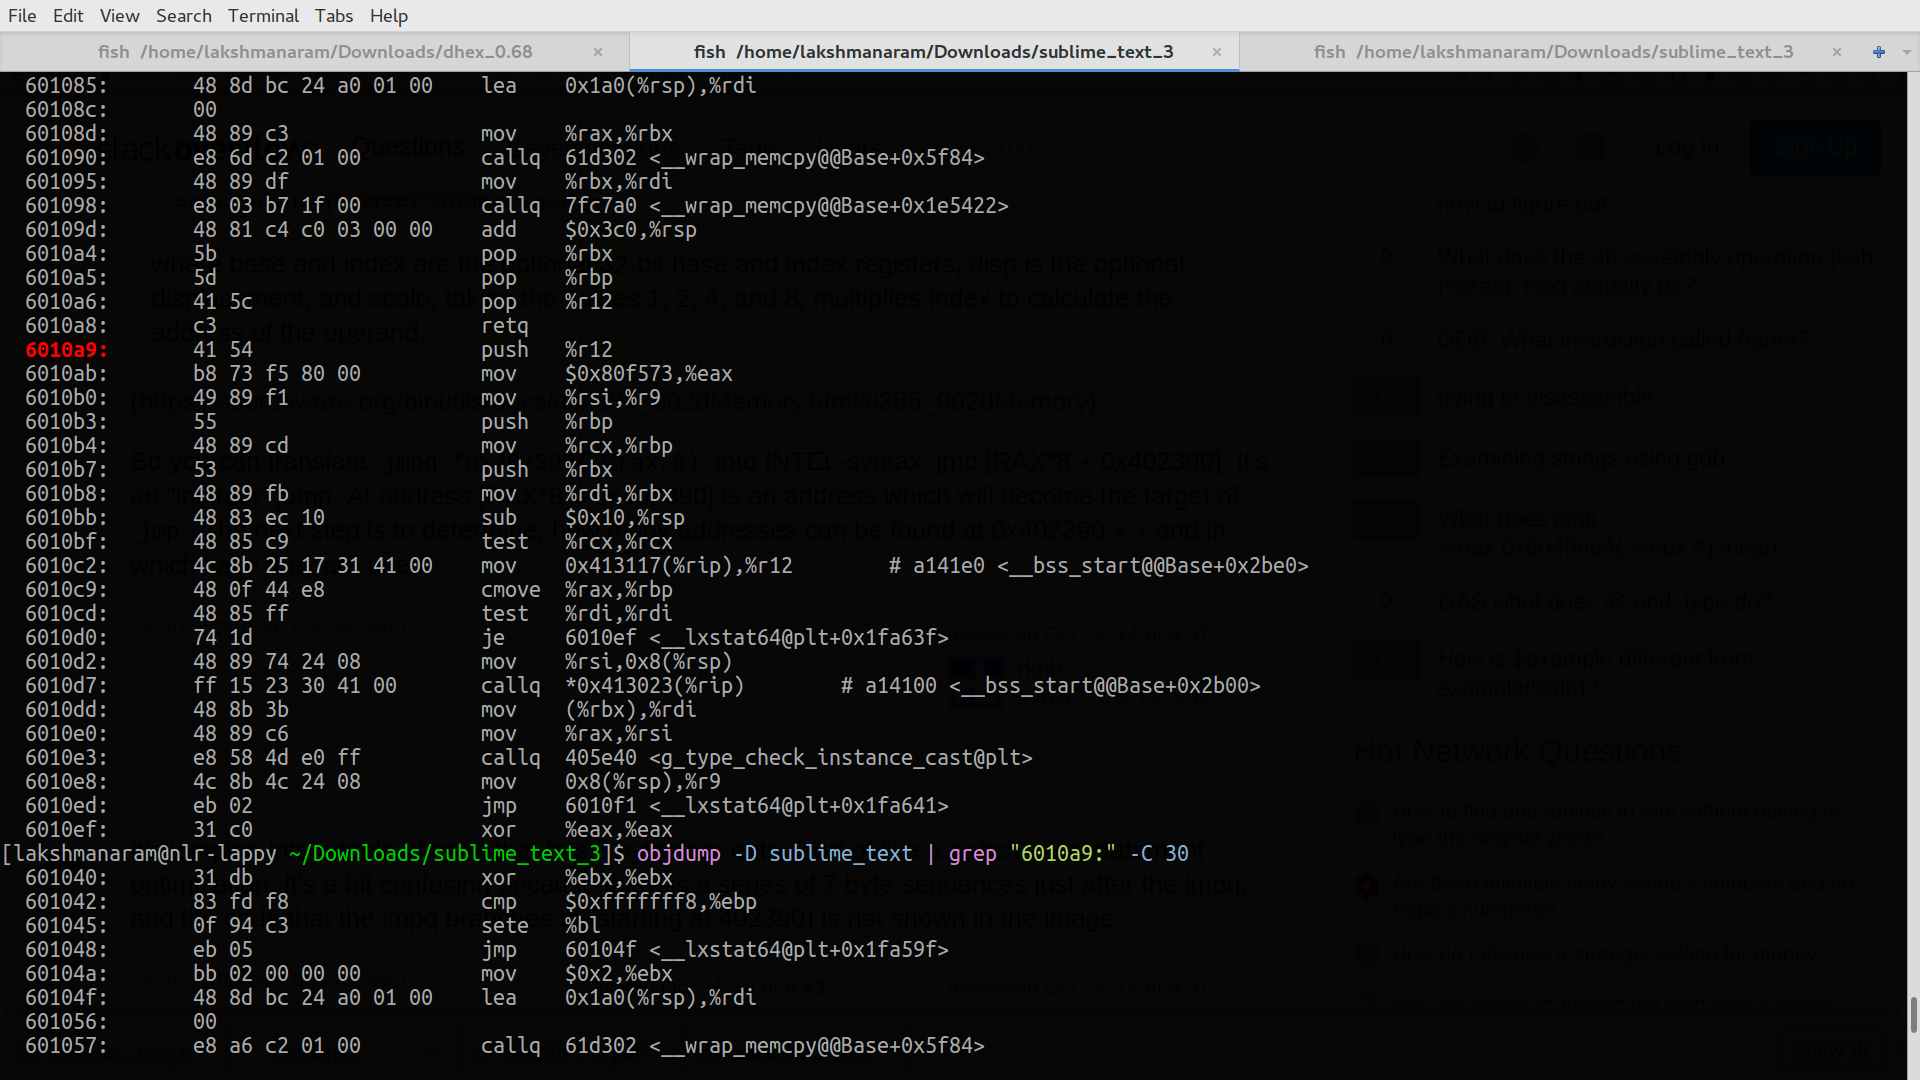 File Edit View Search Terminal Tabs Help
fish /home/lakshmanaram/Downloads/dhex_0.68 × fish /home/lakshmanaram/Downloads/sublime_text_3 × fish /home/lakshmanaram/Downloads/sublime_text_3 ×
601085: 48 8d bc 24 a0 01 00 lea 0x1a0(%rsp),%rdi
60108c: 00
60108d: 48 89 c3 mov %rax,%rbx
601090: e8 6d c2 01 00 callq 61d302 <__wrap_memcpy@@Base+0x5f84>
601095: 48 89 df mov %rbx,%rdi
601098: e8 03 b7 1f 00 callq 7fc7a0 <__wrap_memcpy@@Base+0x1e5422>
60109d: 48 81 c4 c0 03 00 00 add $0x3c0,%rsp
6010a4: 5b pop %rbx
6010a5: 5d pop %rbp
6010a6: 41 5c pop %r12
6010a8: c3 retq
6010a9: 41 54 push %r12
6010ab: b8 73 f5 80 00 mov $0x80f573,%eax
6010b0: 49 89 f1 mov %rsi,%r9
6010b3: 55 push %rbp
6010b4: 48 89 cd mov %rcx,%rbp
6010b7: 53 push %rbx
6010b8: 48 89 fb mov %rdi,%rbx
6010bb: 48 83 ec 10 sub $0x10,%rsp
6010bf: 48 85 c9 test %rcx,%rcx
6010c2: 4c 8b 25 17 31 41 00 mov 0x413117(%rip),%r12 # a141e0 <__bss_start@@Base+0x2be0>
6010c9: 48 0f 44 e8 cmove %rax,%rbp
6010cd: 48 85 ff test %rdi,%rdi
6010d0: 74 1d je 6010ef <__lxstat64@plt+0x1fa63f>
6010d2: 48 89 74 24 08 mov %rsi,0x8(%rsp)
6010d7: ff 15 23 30 41 00 callq *0x413023(%rip) # a14100 <__bss_start@@Base+0x2b00>
6010dd: 48 8b 3b mov (%rbx),%rdi
6010e0: 48 89 c6 mov %rax,%rsi
6010e3: e8 58 4d e0 ff callq 405e40 <g_type_check_instance_cast@plt>
6010e8: 4c 8b 4c 24 08 mov 0x8(%rsp),%r9
6010ed: eb 02 jmp 6010f1 <__lxstat64@plt+0x1fa641>
6010ef: 31 c0 xor %eax,%eax
[lakshmanaram@nlr-lappy ~/Downloads/sublime_text_3]$ objdump -D sublime_text | grep "6010a9:" -C 30
601040: 31 db xor %ebx,%ebx
601042: 83 fd f8 cmp $0xfffffff8,%ebp
601045: 0f 94 c3 sete %bl
601048: eb 05 jmp 60104f <__lxstat64@plt+0x1fa59f>
60104a: bb 02 00 00 00 mov $0x2,%ebx
60104f: 48 8d bc 24 a0 01 00 lea 0x1a0(%rsp),%rdi
601056: 00
601057: e8 a6 c2 01 00 callq 61d302 <__wrap_memcpy@@Base+0x5f84>